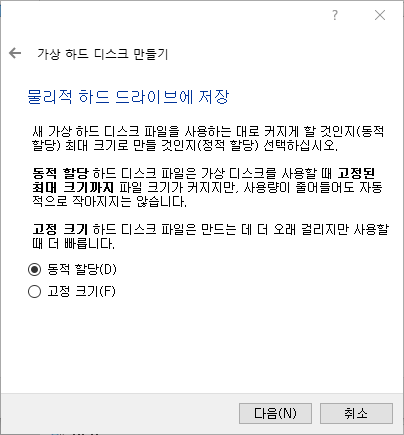 가상 하드 디스크 만들기
물리적 하드 드라이브에 저장
새 가상 하드 디스크 파일을 사용하는 대로 커지게 할 것인지(동적
할당) 최대 크기로 만들 것인지(정적 할당) 선택하십시오.
동적 할당 하드 디스크 파일은 가상 디스크를 사용할 때 고정된
최대 크기까지 파일 크기가 커지지만, 사용량이 줄어들어도 자동
적으로 작아지지는 않습니다.
고정 크기 하드 디스크 파일은 만드는 데 더 오래 걸리지만 사용할
때 더 빠릅니다.
동적 할당(D)
고정 크기(F)
다음(N) 취소